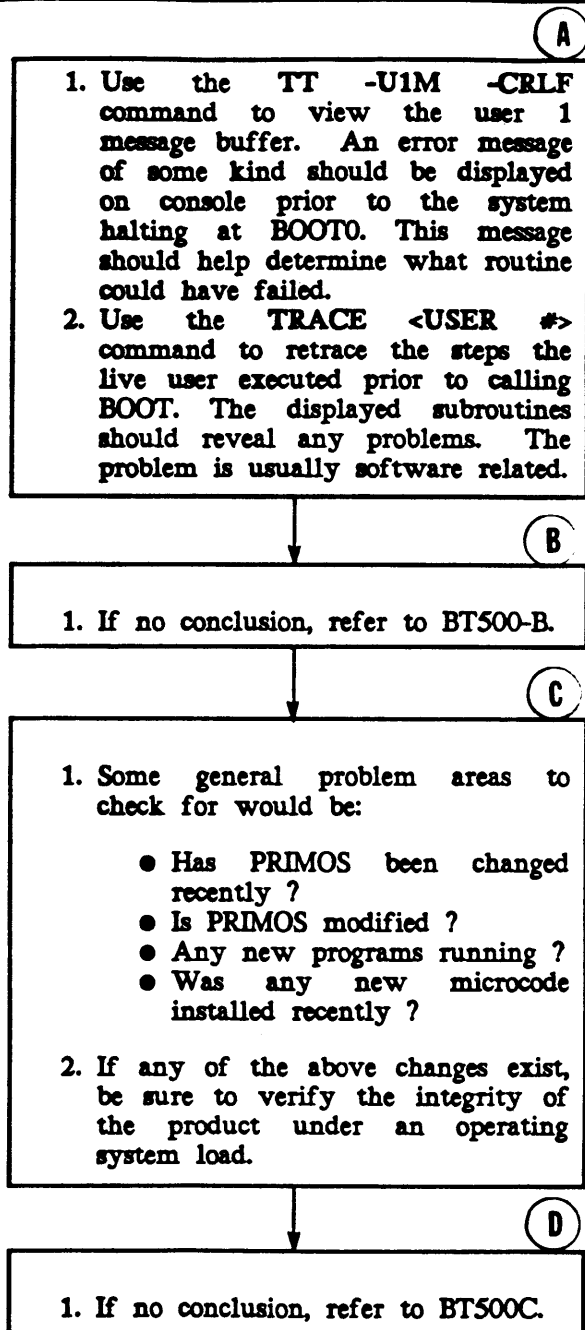 A
1. Use the TT -U1M -CRLF
command to view the user 1
message buffer. An error message
of some kind should be displayed
on console prior to the system
halting at BOOT0. This message
should help determine what routine
could have failed.
2. Use the TRACE <USER #>
command to retrace the steps the
live user executed prior to calling
BOOT. The displayed subroutines
should reveal any problems. The
problem is usually software related.
B
1. If no conclusion, refer to BT500-B.
C
1. Some general problem areas to
check for would be:
● Has PRIMOS been changed
recently ?
● Is PRIMOS modified ?
● Any new programs running ?
● Was any new microcode
installed recently ?
2. If any of the above changes exist,
be sure to verify the integrity of
the product under an operating
system load.
D
1. If no conclusion, refer to BT500C.